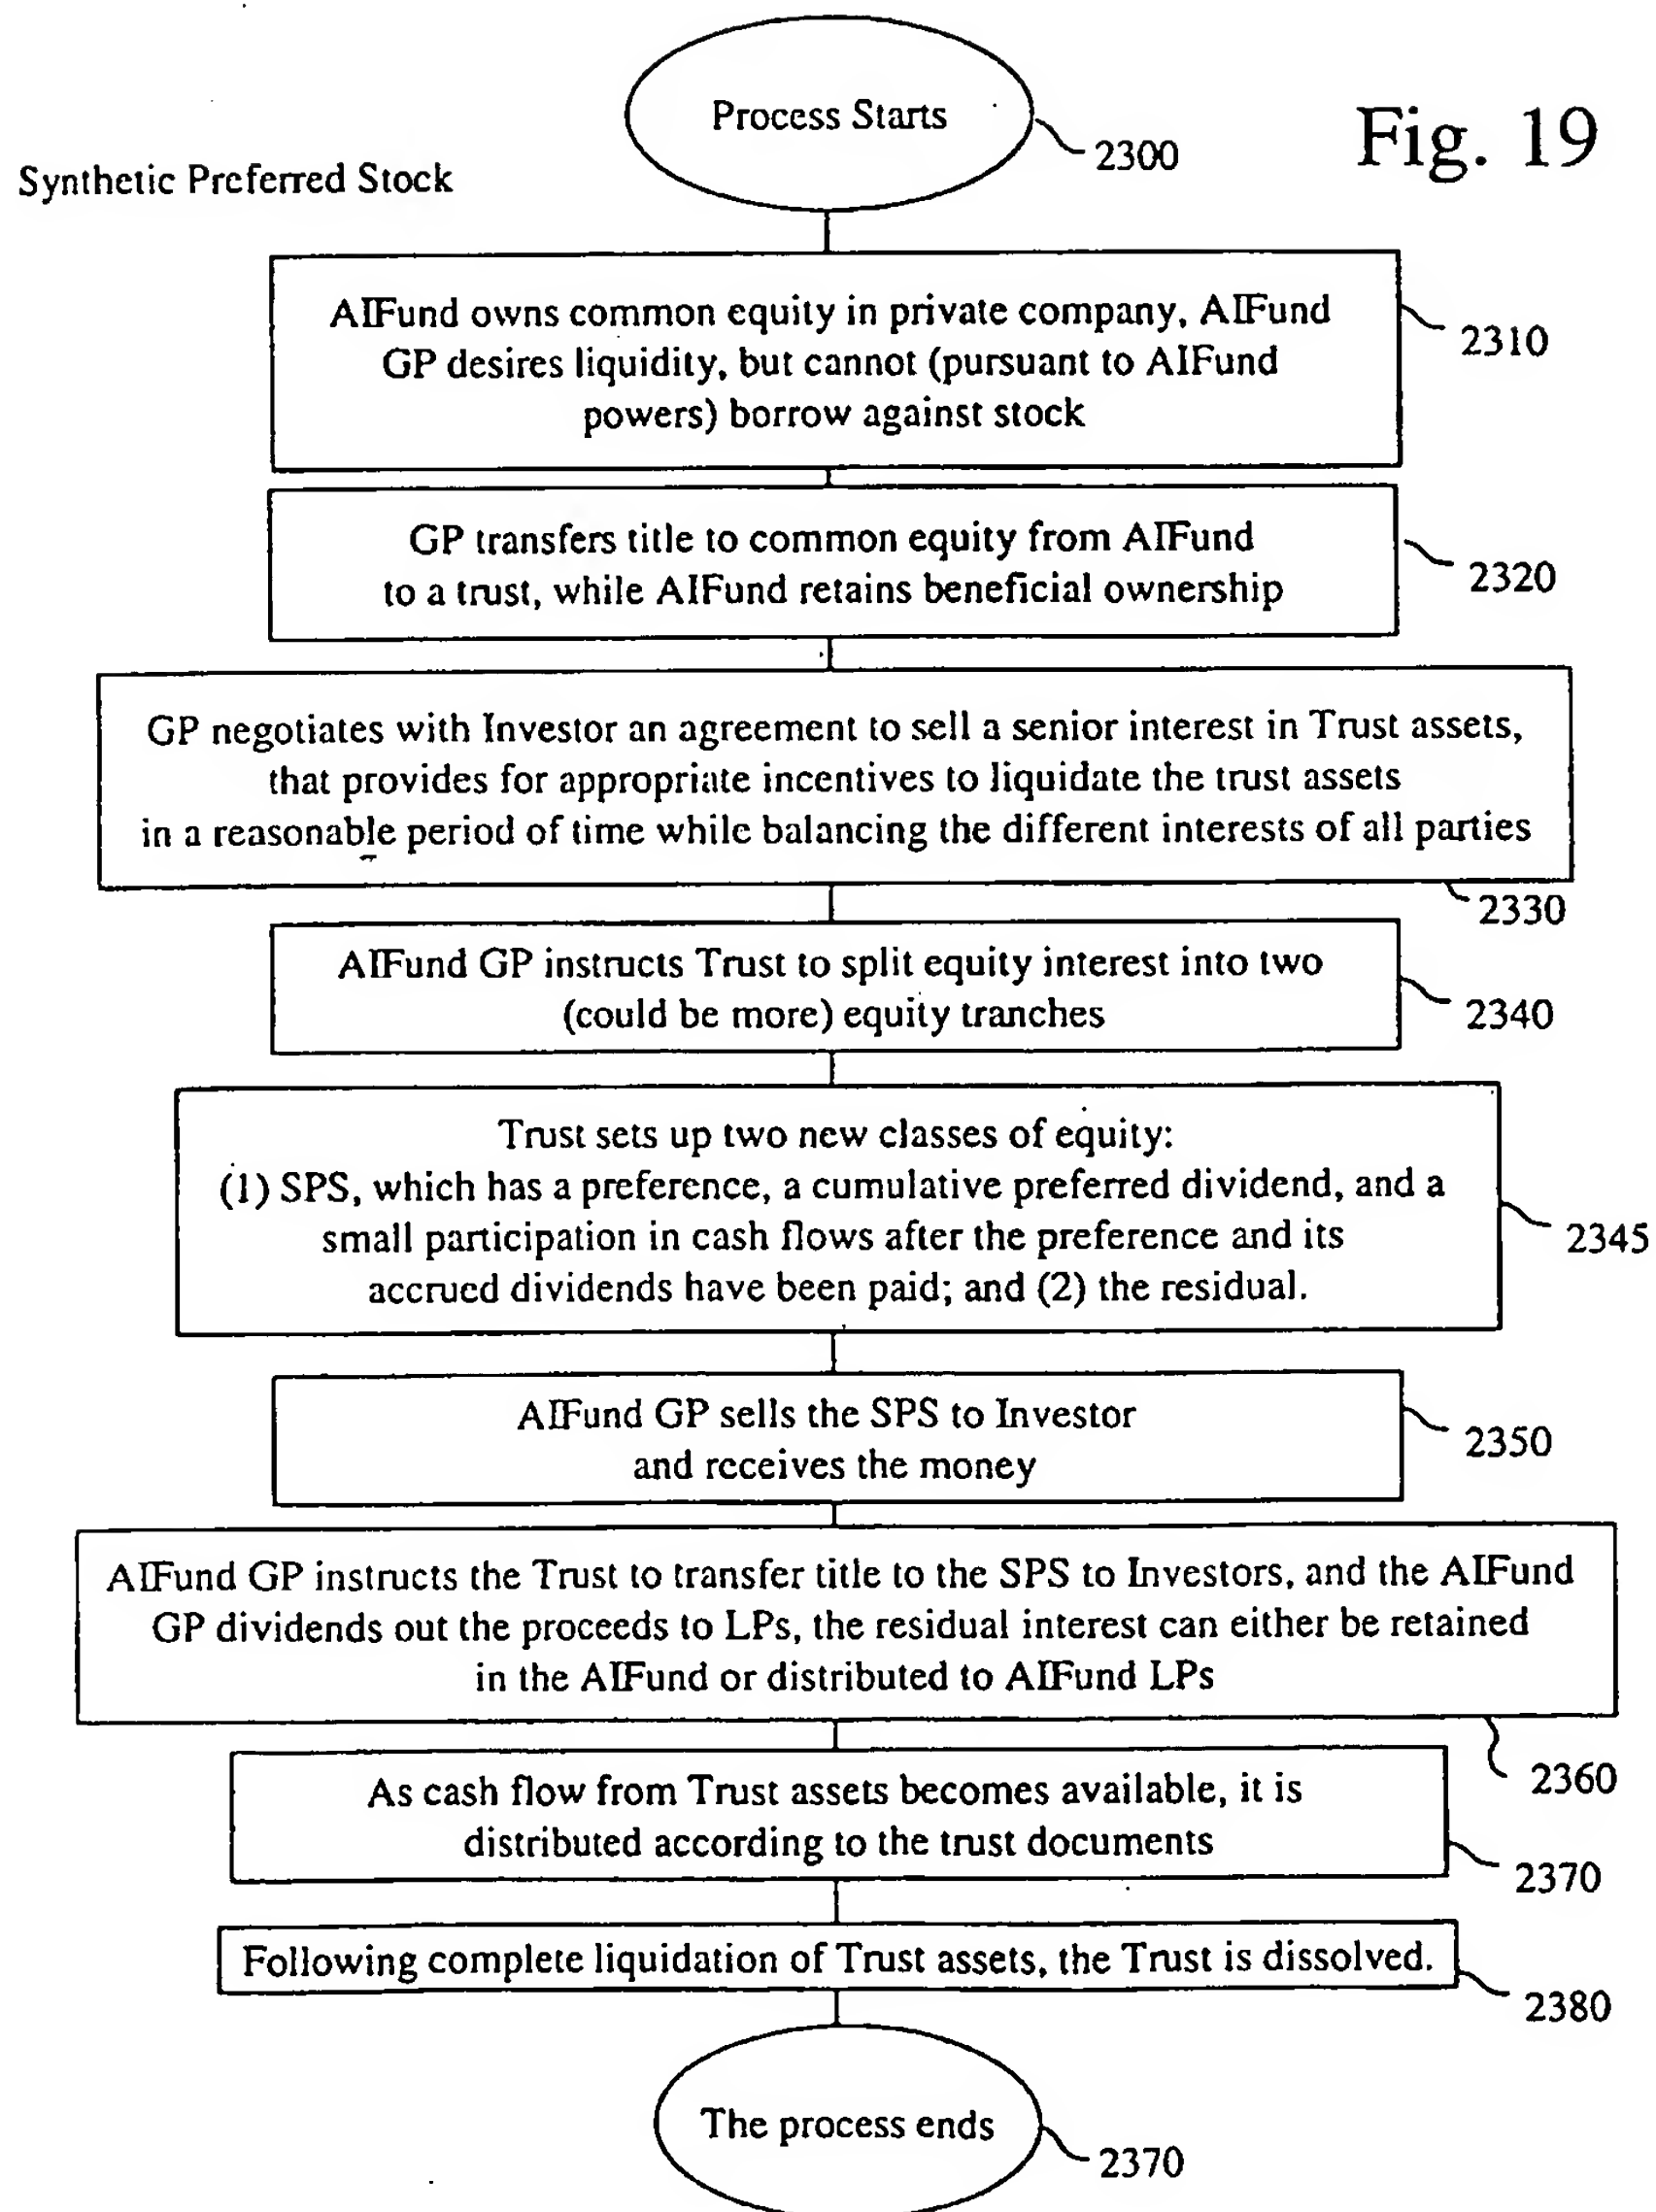 Process Starts
2300
Fig. 19
Synthetic Preferred Stock
AIFund owns common equity in private company, AIFund
GP desires liquidity, but cannot (pursuant to AIFund
powers) borrow against stock
2310
GP transfers title to common equity from AIFund
to a trust, while AIFund retains beneficial ownership
2320
GP negotiates with Investor an agreement to sell a senior interest in Trust assets,
that provides for appropriate incentives to liquidate the trust assets
in a reasonable period of time while balancing the different interests of all parties
2330
AIFund GP instructs Trust to split equity interest into two
(could be more) equity tranches
2340
Trust sets up two new classes of equity:
(1) SPS, which has a preference, a cumulative preferred dividend, and a
small participation in cash flows after the preference and its
accrued dividends have been paid; and (2) the residual.
2345
AIFund GP sells the SPS to Investor
and receives the money
2350
AIFund GP instructs the Trust to transfer title to the SPS to Investors, and the AIFund
GP dividends out the proceeds to LPs, the residual interest can either be retained
in the AIFund or distributed to AIFund LPs
2360
As cash flow from Trust assets becomes available, it is
distributed according to the trust documents
2370
Following complete liquidation of Trust assets, the Trust is dissolved.
2380
The process ends
2370